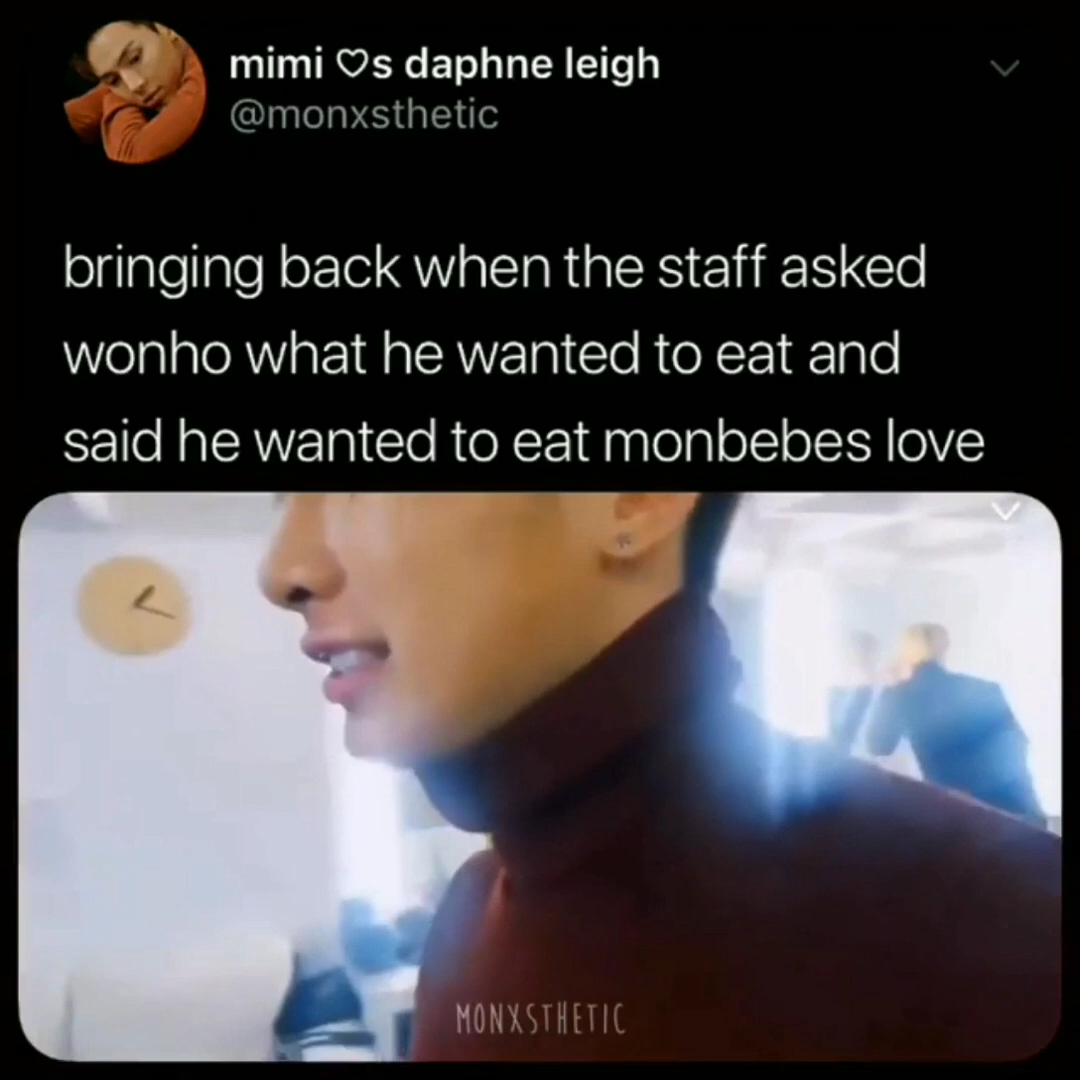 mimi ♡s daphne leigh
@monxsthetic
bringing back when the staff asked
wonho what he wanted to eat and
said he wanted to eat monbebes love
MONXSTHETIC